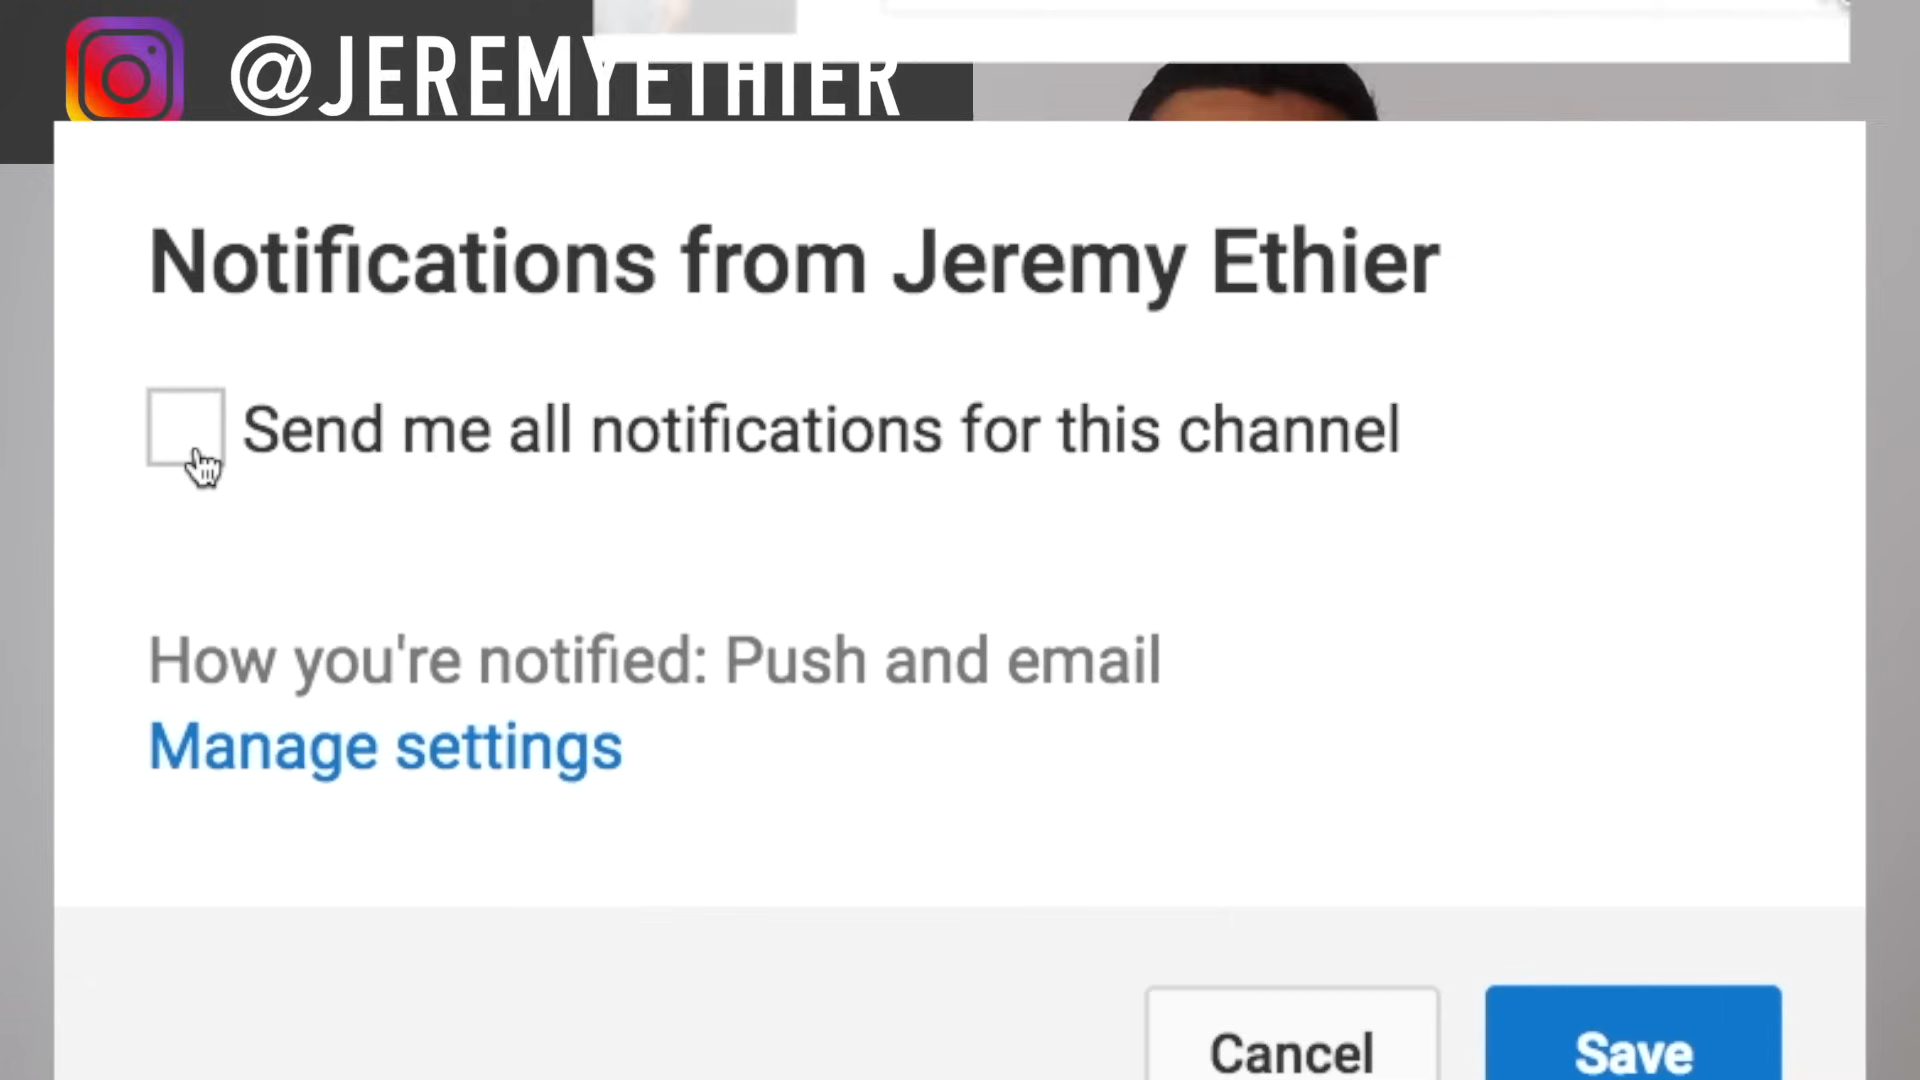 @JEREMYETHIER
Notifications from Jeremy Ethier
Send me all notifications for this channel
How you're notified: Push and email
Manage settings
Cancel
Save